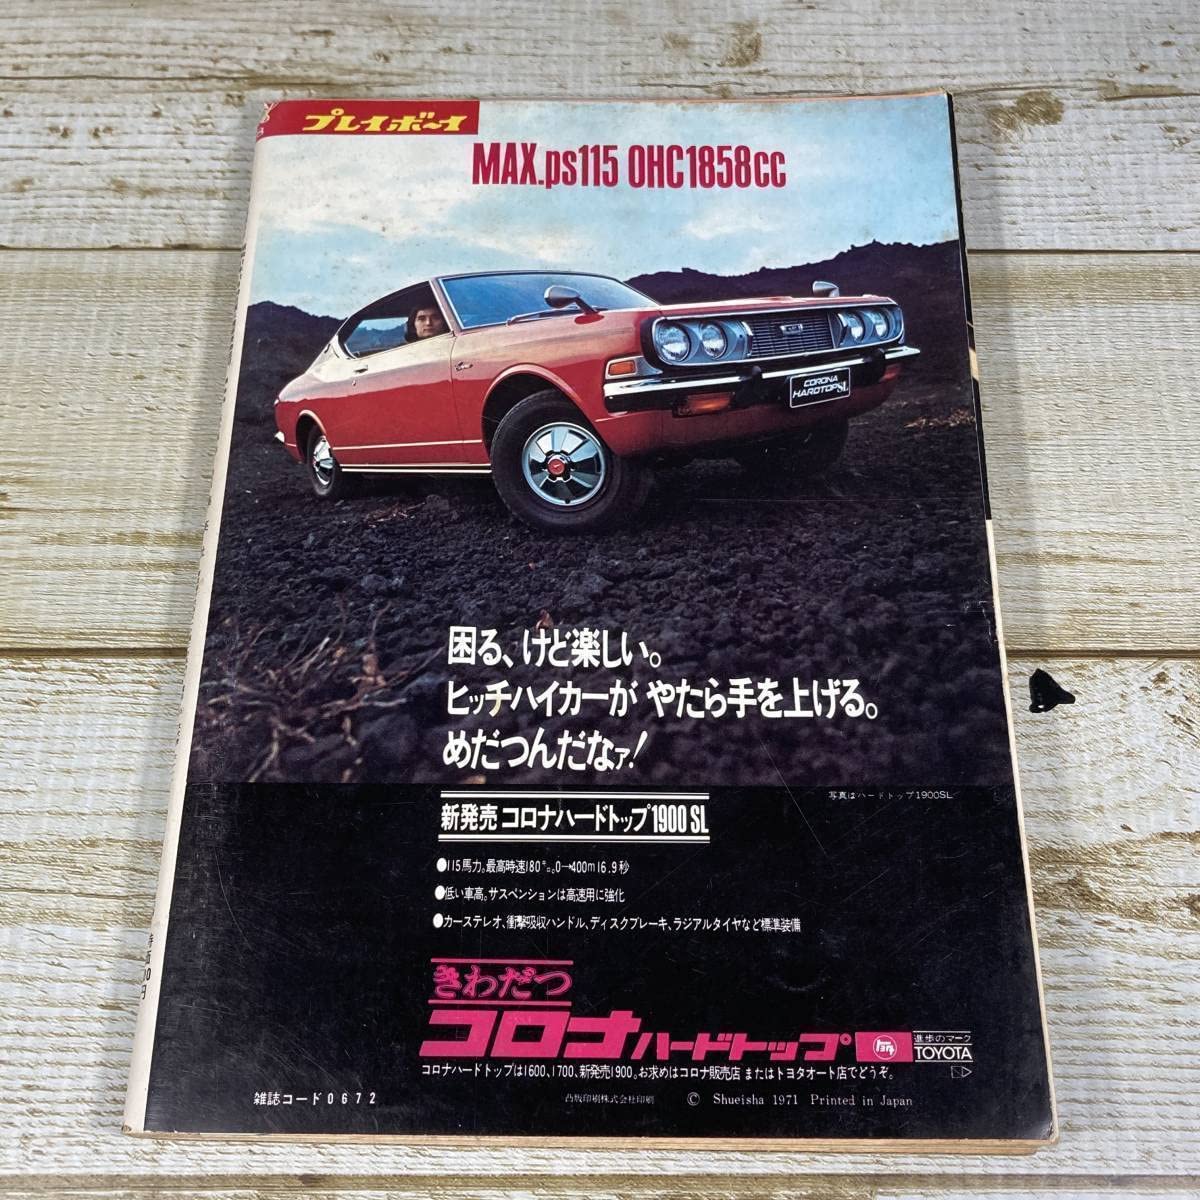 プレイボーイ
MAX.ps115 OHC1858cc
Corona
CORONA
HARDTOP SL
困る、けど楽しい。
ヒッチハイカーが やたら手を上げる。
めだつんだなァ!
写真はハードトップ1900SL
新発売 コロナハードトップ1900 SL
●115馬力。最高時速180㌔。0→400m16.9秒
●低い車高。サスペンションは高速用に強化
●カーステレオ、衝撃吸収ハンドル、ディスクブレーキ、ラジアルタイヤなど標準装備
きわだつ
コロナハードトップ
トヨタ
進歩のマーク
TOYOTA
コロナハードトップは1600、1700、新発売1900。お求めはコロナ販売店 またはトヨタオート店でどうぞ。
雑誌コード0672
凸版印刷株式会社印刷
© Shueisha 1971 Printed in Japan